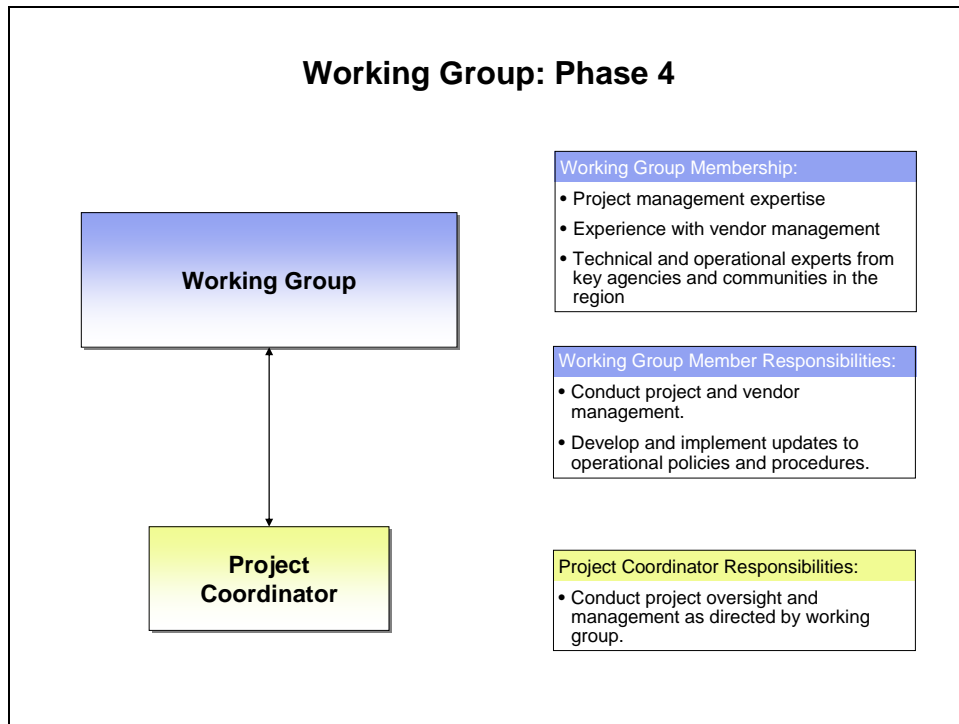 Working Group: Phase 4
Working Group
Project
Coordinator
Working Group Membership:
• Project management expertise
• Experience with vendor management
• Technical and operational experts from
key agencies and communities in the
region
Working Group Member Responsibilities:
• Conduct project and vendor
management.
• Develop and implement updates to
operational policies and procedures.
Project Coordinator Responsibilities:
• Conduct project oversight and
management as directed by working
group.